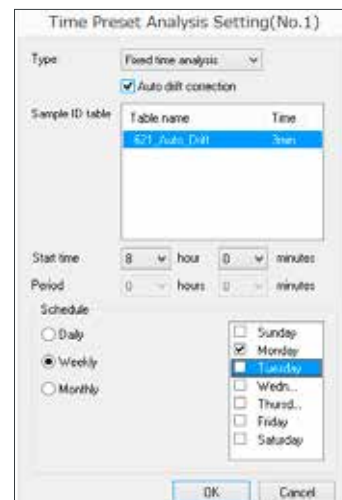 Time Preset Analysis Setting(No.1)
Type Fixed time analysis
Auto drift correction
Sample ID table Table name Time
621_Auto_Drift 3min
Start time 8 hour 0 minutes
Period 0 hours 0 minutes
Schedule
Daily
Weekly
Monthly
Sunday
Monday
Tuesday
Wedn...
Thursd...
Friday
Saturday
OK Cancel